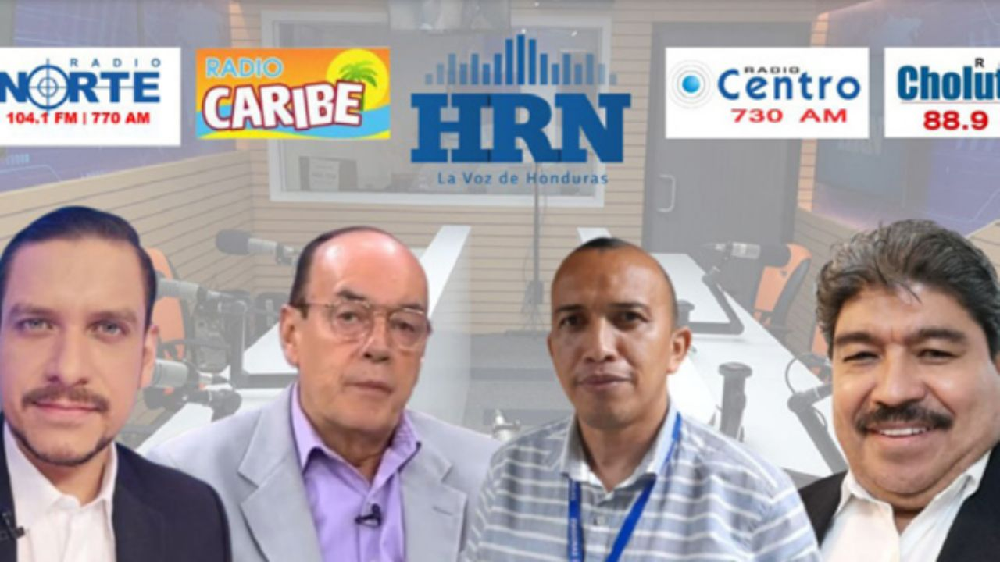 RADIO
NORTE
104.1 FM | 770 AM
RADIO
CARIBE
HRN
La Voz de Honduras
RADIO
Centro
730 AM
R
Cholut
88.9